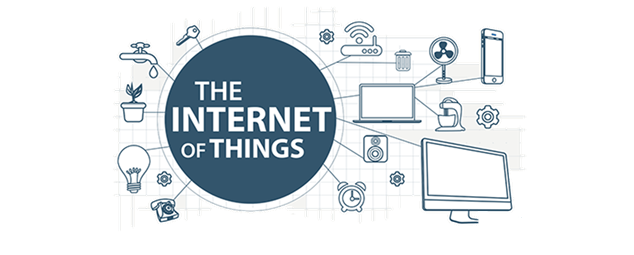 THE
INTERNET
OF THINGS